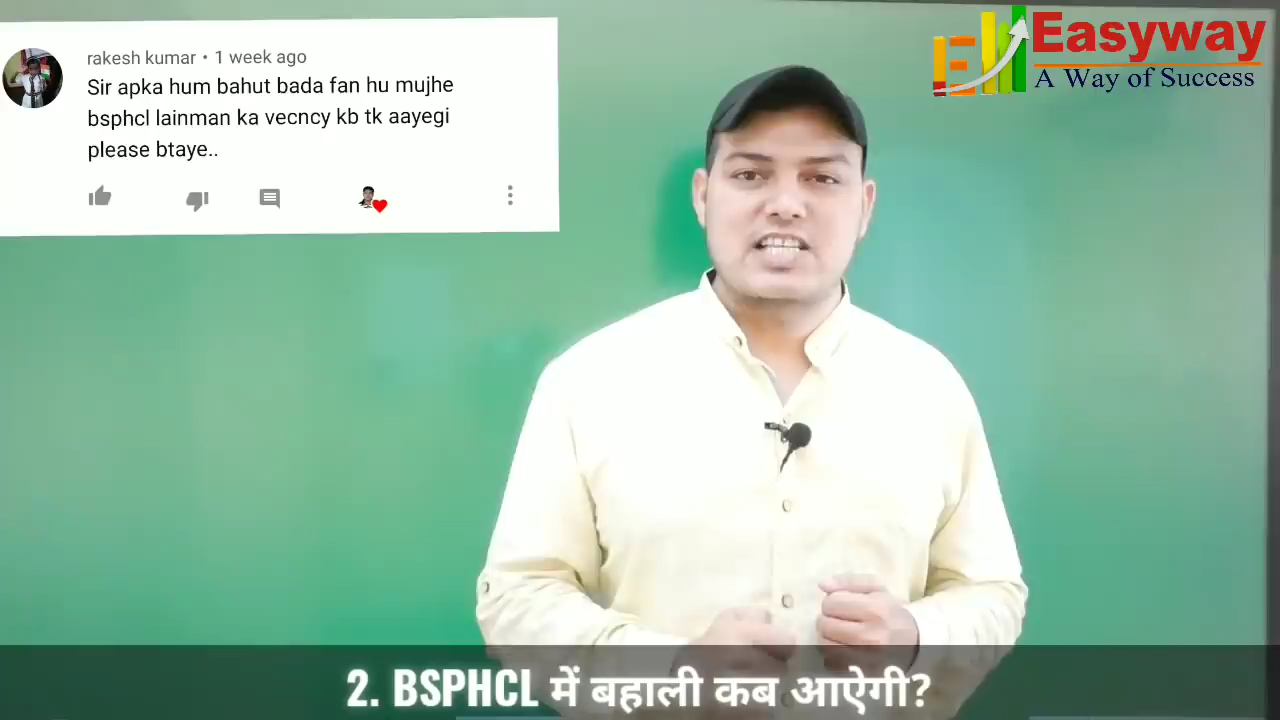 rakesh kumar • 1 week ago
Sir apka hum bahut bada fan hu mujhe
bsphcl lainman ka vecncy kb tk aayegi
please btaye..
Easyway
A Way of Success
2. BSPHCL में बहाली कब आऐगी?